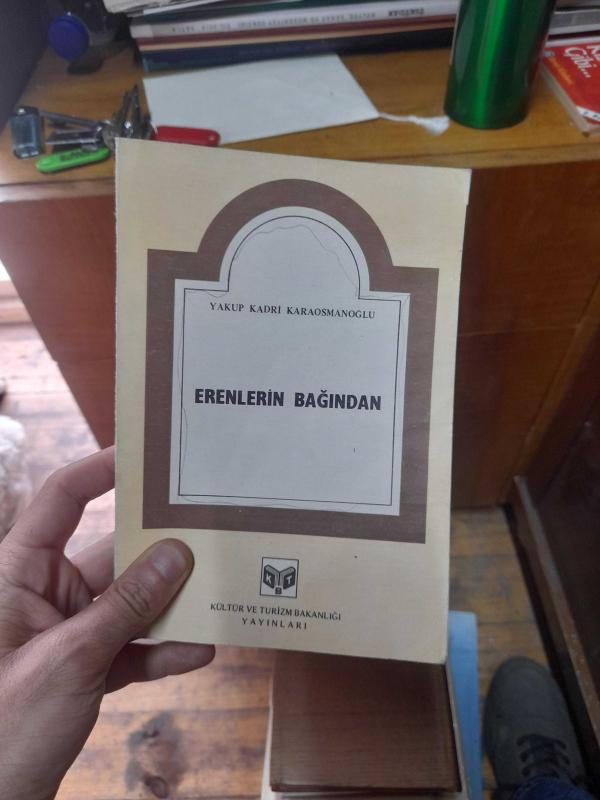 YAKUP KADRİ KARAOSMANOĞLU
ERENLERİN BAĞINDAN
K T
B
KÜLTÜR VE TURİZM BAKANLIĞI
YAYINLARI